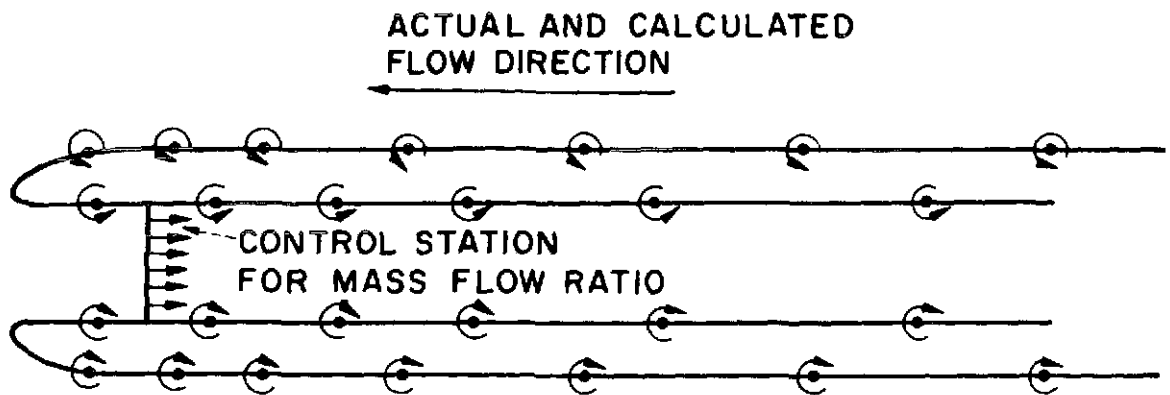 ACTUAL AND CALCULATED
FLOW DIRECTION
CONTROL STATION
FOR MASS FLOW RATIO